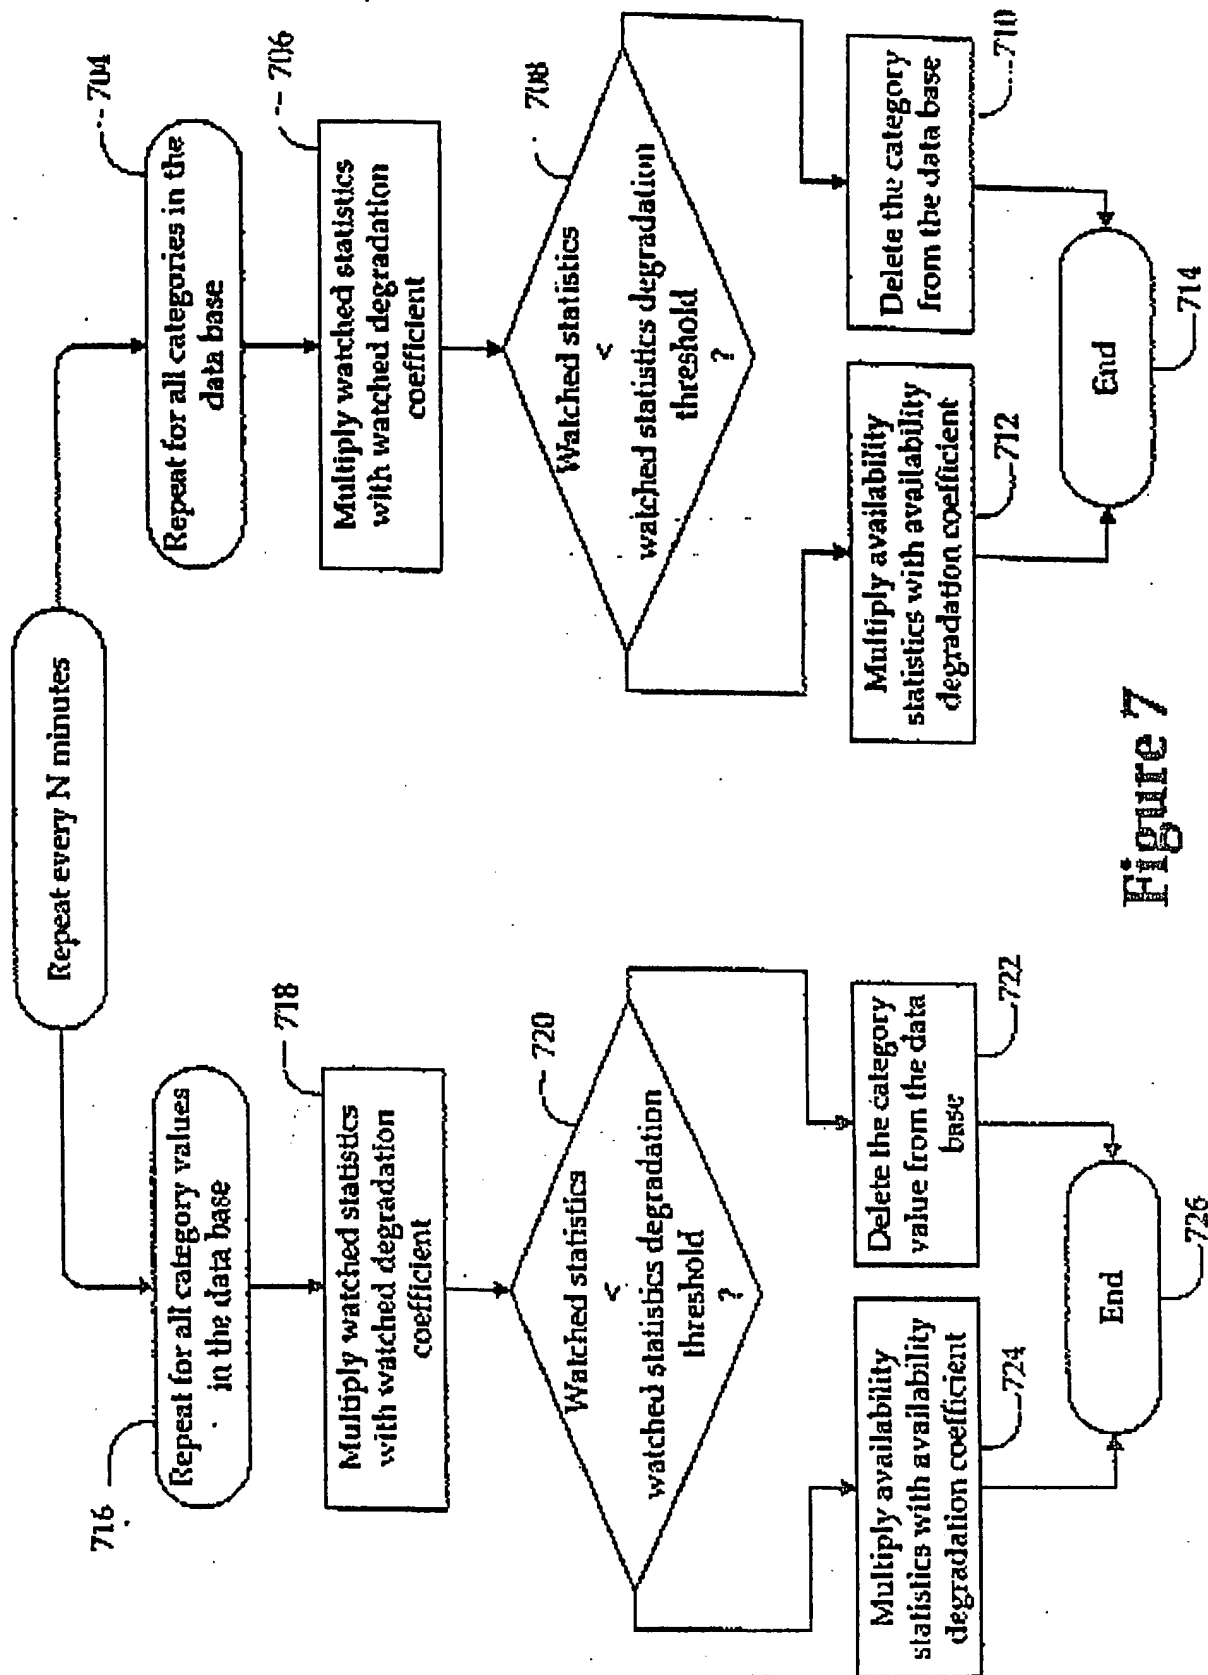 Repeat every N minutes
716
Repeat for all category values
in the data base
718
Multiply watched statistics
with watched degradation
coefficient
720
Watched statistics
<
watched statistics degradation
threshold
?
Multiply availability
statistics with availability
degradation coefficient
724
Delete the category
value from the data
base
722
End
726
704
Repeat for all categories in the
data base
706
Multiply watched statistics
with watched degradation
coefficient
708
Watched statistics
<
watched statistics degradation
threshold
?
Multiply availability
statistics with availability
degradation coefficient
712
Delete the category
from the data base
710
End
714
Figure 7